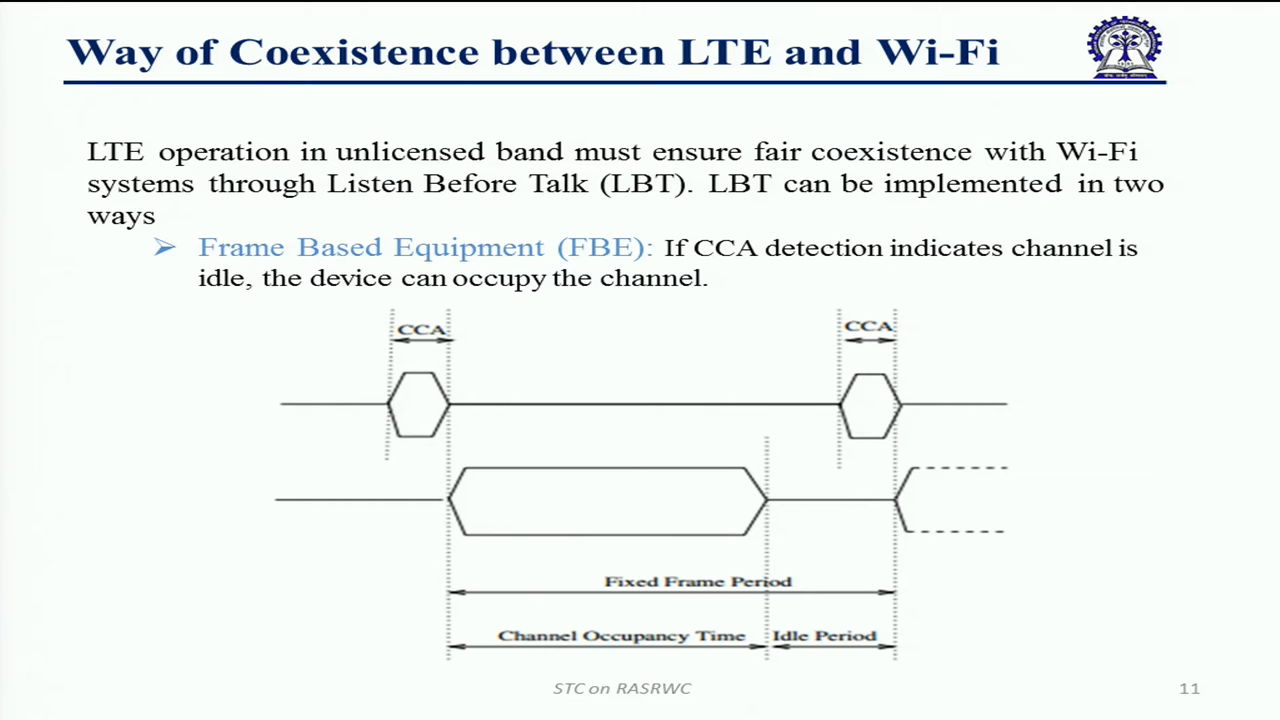 Way of Coexistence between LTE and Wi-Fi
LTE operation in unlicensed band must ensure fair coexistence with Wi-Fi
systems through Listen Before Talk (LBT). LBT can be implemented in two
ways
➢ Frame Based Equipment (FBE): If CCA detection indicates channel is
idle, the device can occupy the channel.
CCA CCA
Fixed Frame Period
Channel Occupancy Time Idle Period
STC on RASRWC 11